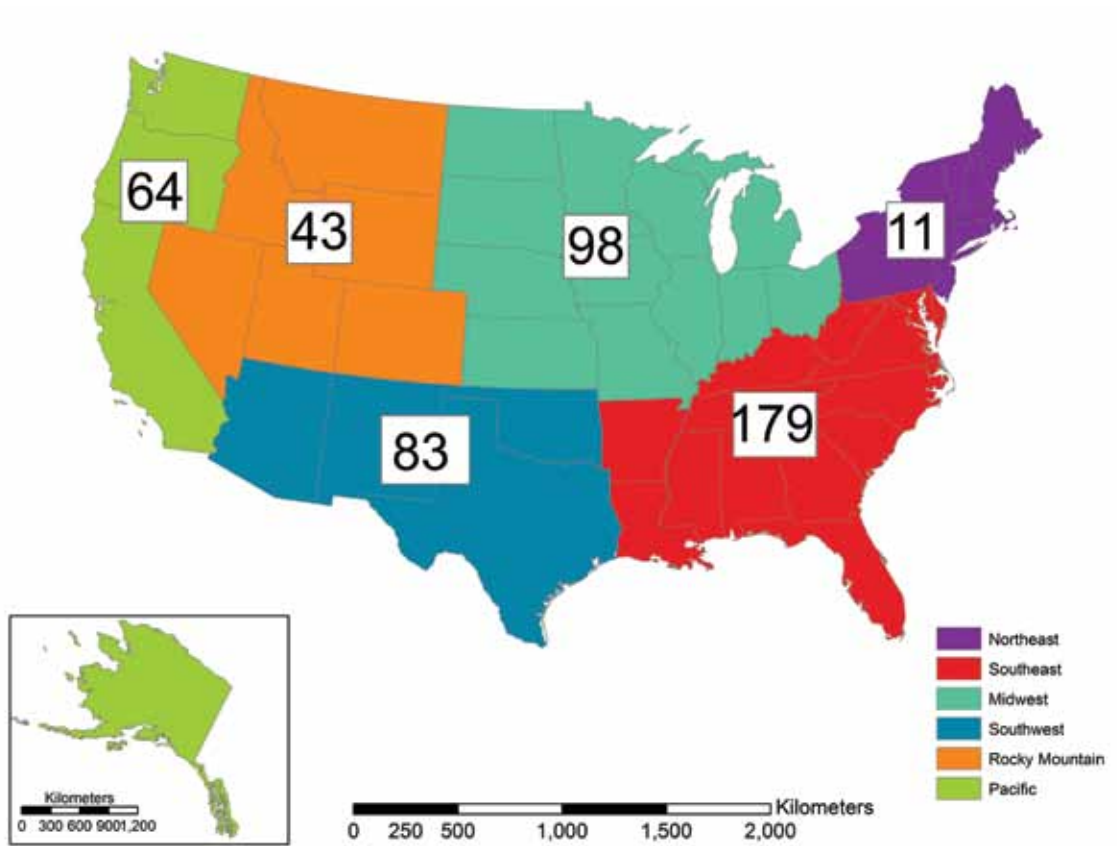 64
43
98
11
83
179
Northeast
Southeast
Midwest
Southwest
Rocky Mountain
Pacific
Kilometers
0 300 600 9001,200
Kilometers
0 250 500 1,000 1,500 2,000